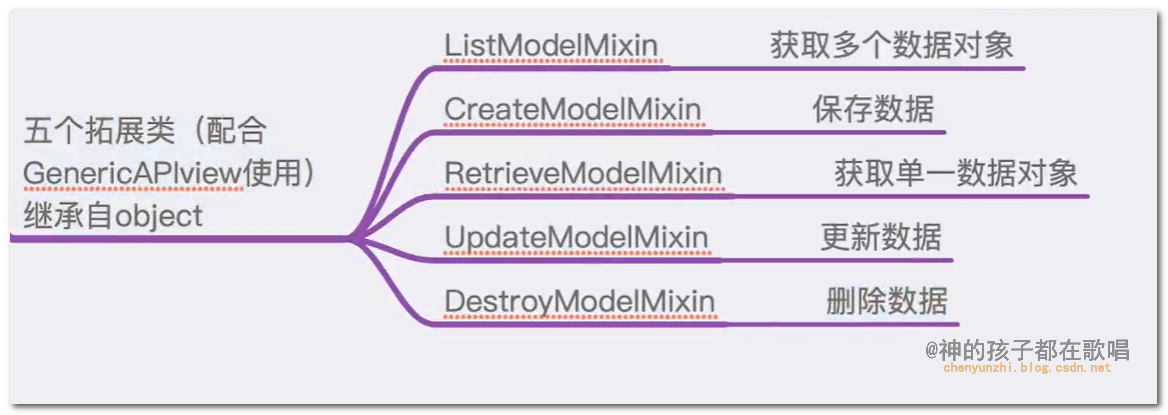 ListModelMixin 获取多个数据对象
CreateModelMixin 保存数据
五个拓展类（配合
GenericAPIview使用）
继承自object
RetrieveModelMixin 获取单一数据对象
UpdateModelMixin 更新数据
DestroyModelMixin 删除数据
@神的孩子都在歌唱
chenyunzhi.blog.csdn.net